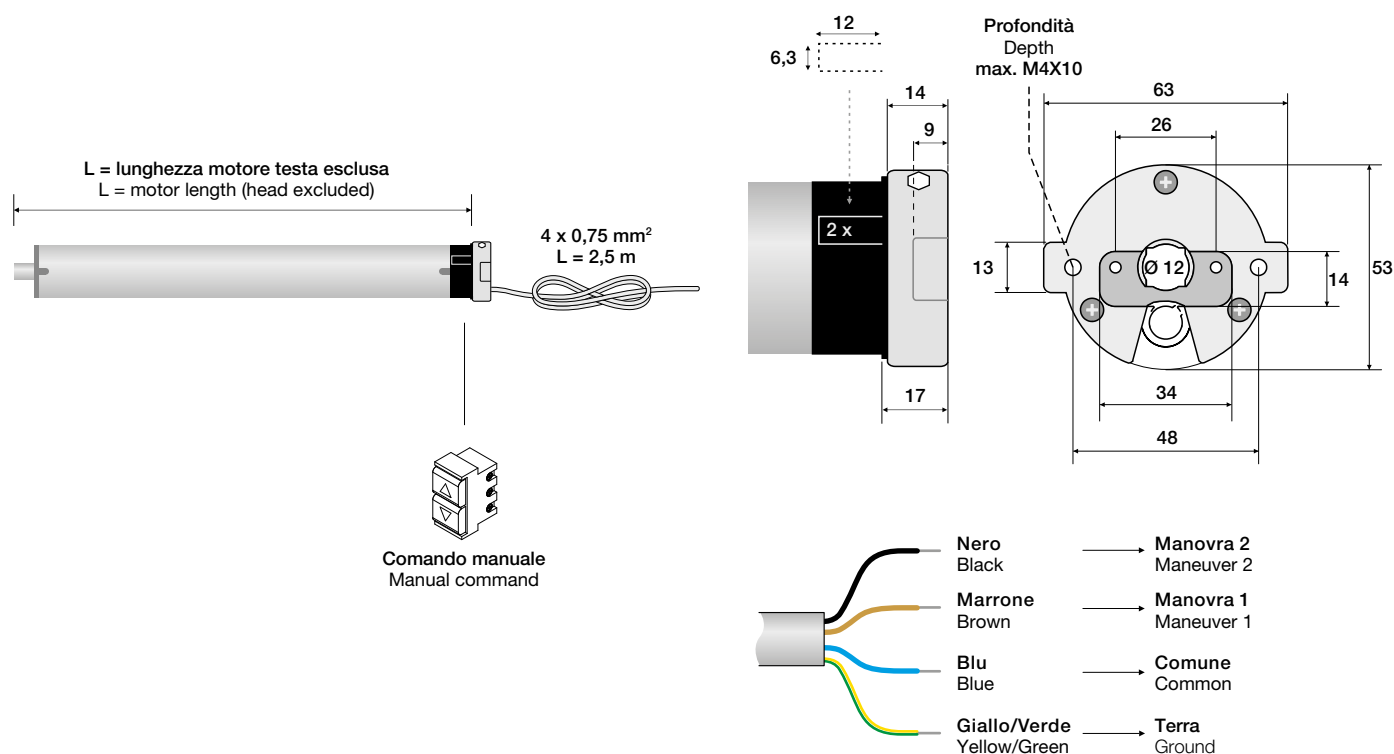 L = lunghezza motore testa esclusa
L = motor length (head excluded)
4 x 0,75 mm²
L = 2,5 m
Comando manuale
Manual command
12
6,3
14
9
2 x
17
Profondità
Depth
max. M4X10
63
26
13
Ø 12
14
53
34
48
Nero
Black
Manovra 2
Maneuver 2
Marrone
Brown
Manovra 1
Maneuver 1
Blu
Blue
Comune
Common
Giallo/Verde
Yellow/Green
Terra
Ground